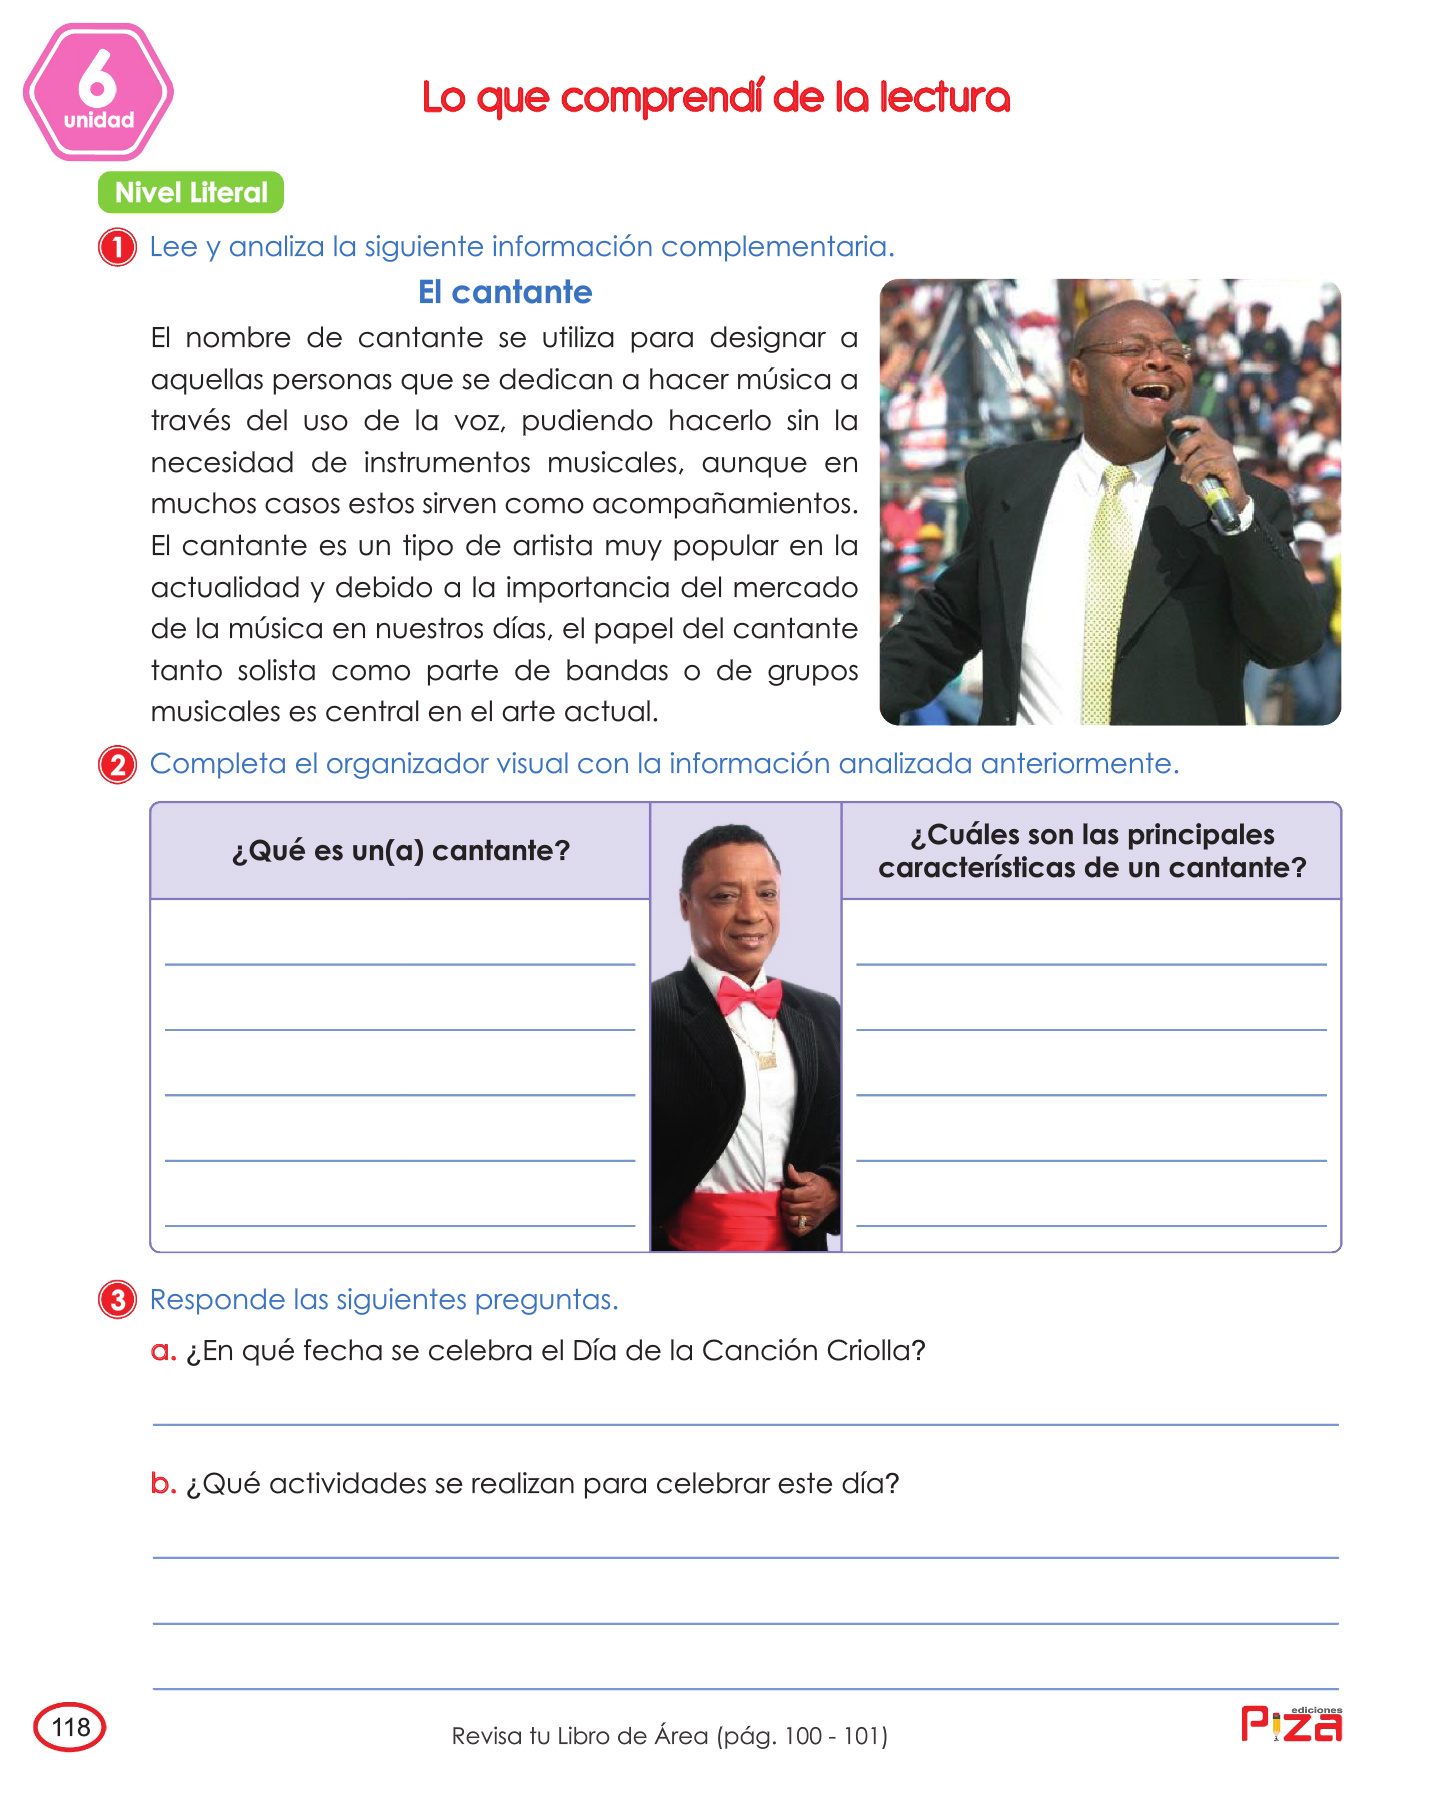 6
unidad
Lo que comprendí de la lectura
Nivel Literal
1 Lee y analiza la siguiente información complementaria.
El cantante
El nombre de cantante se utiliza para designar a
aquellas personas que se dedican a hacer música a
través del uso de la voz, pudiendo hacerlo sin la
necesidad de instrumentos musicales, aunque en
muchos casos estos sirven como acompañamientos.
El cantante es un tipo de artista muy popular en la
actualidad y debido a la importancia del mercado
de la música en nuestros días, el papel del cantante
tanto solista como parte de bandas o de grupos
musicales es central en el arte actual.
2 Completa el organizador visual con la información analizada anteriormente.
¿Qué es un(a) cantante?
¿Cuáles son las principales
características de un cantante?
3 Responde las siguientes preguntas.
a. ¿En qué fecha se celebra el Día de la Canción Criolla?
b. ¿Qué actividades se realizan para celebrar este día?
118
Revisa tu Libro de Área (pág. 100 - 101)
ediciones
Piza